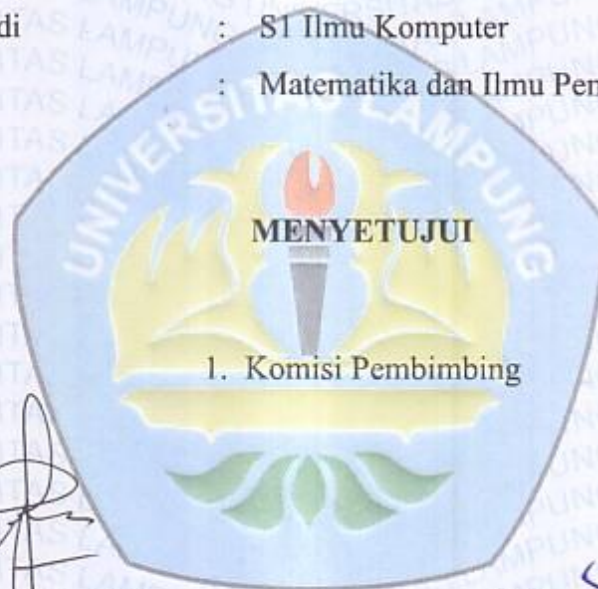 di : S1 Ilmu Komputer
: Matematika dan Ilmu Pen
UNIVERSITAS LAMPUNG
MENYETUJUI
1. Komisi Pembimbing